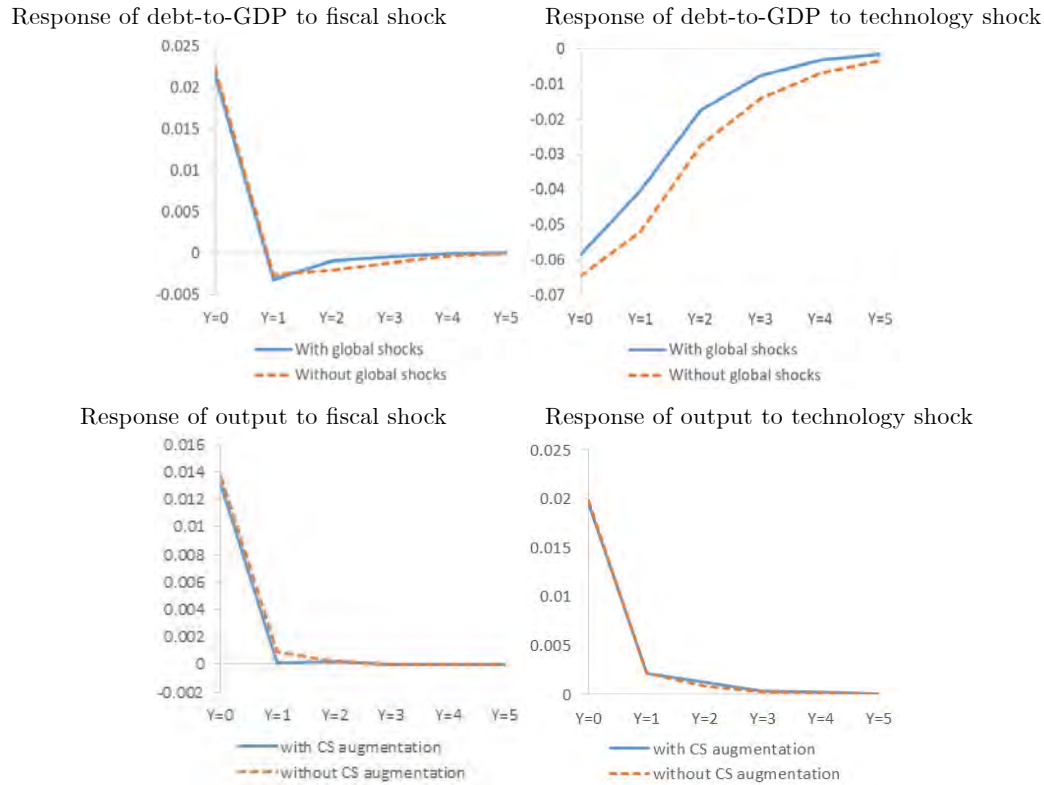 Response of debt-to-GDP to fiscal shock
0.025
0.02
0.015
0.01
0.005
0
-0.005
Y=0 Y=1 Y=2 Y=3 Y=4 Y=5
With global shocks
Without global shocks
Response of debt-to-GDP to technology shock
0
-0.01
-0.02
-0.03
-0.04
-0.05
-0.06
-0.07
Y=0 Y=1 Y=2 Y=3 Y=4 Y=5
With global shocks
Without global shocks
Response of output to fiscal shock
0.016
0.014
0.012
0.01
0.008
0.006
0.004
0.002
0
-0.002
Y=0 Y=1 Y=2 Y=3 Y=4 Y=5
with CS augmentation
without CS augmentation
Response of output to technology shock
0.025
0.02
0.015
0.01
0.005
0
Y=0 Y=1 Y=2 Y=3 Y=4 Y=5
with CS augmentation
without CS augmentation